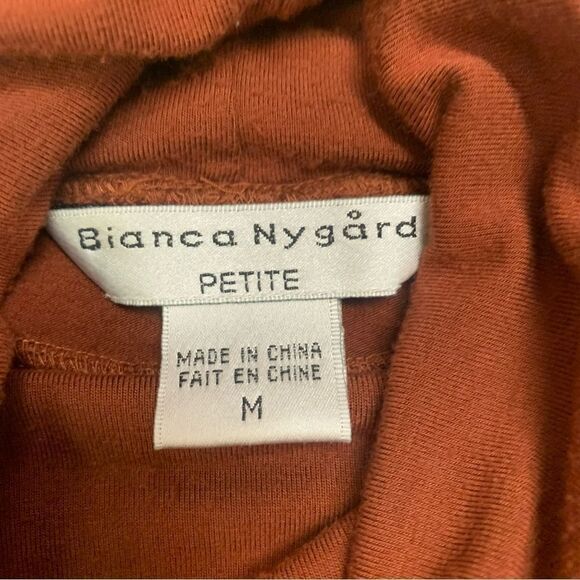 Bianca Nygård
PETITE
MADE IN CHINA
FAIT EN CHINE
M